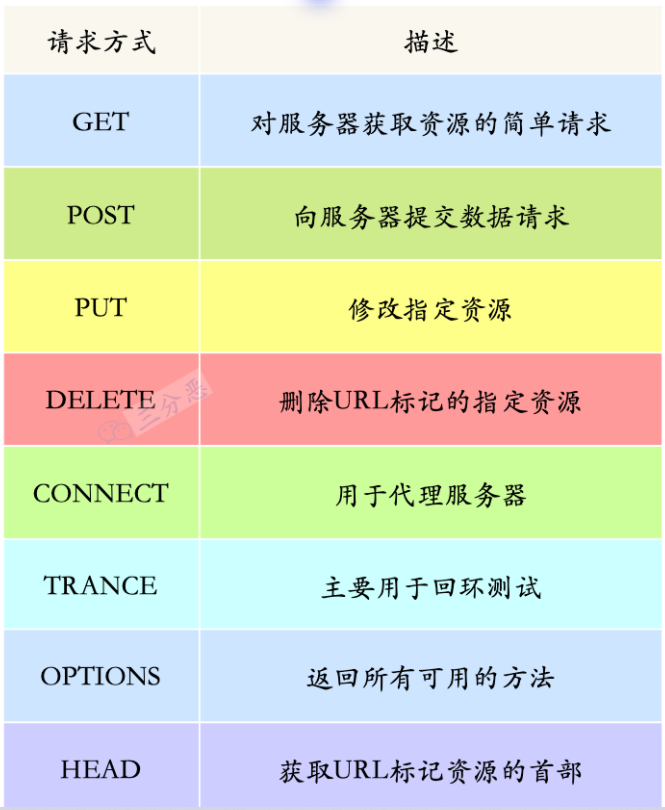 请求方式 描述
GET 对服务器获取资源的简单请求
POST 向服务器提交数据请求
PUT 修改指定资源
DELETE 删除URL标记的指定资源
三分恶
CONNECT 用于代理服务器
TRANCE 主要用于回环测试
OPTIONS 返回所有可用的方法
HEAD 获取URL标记资源的首部